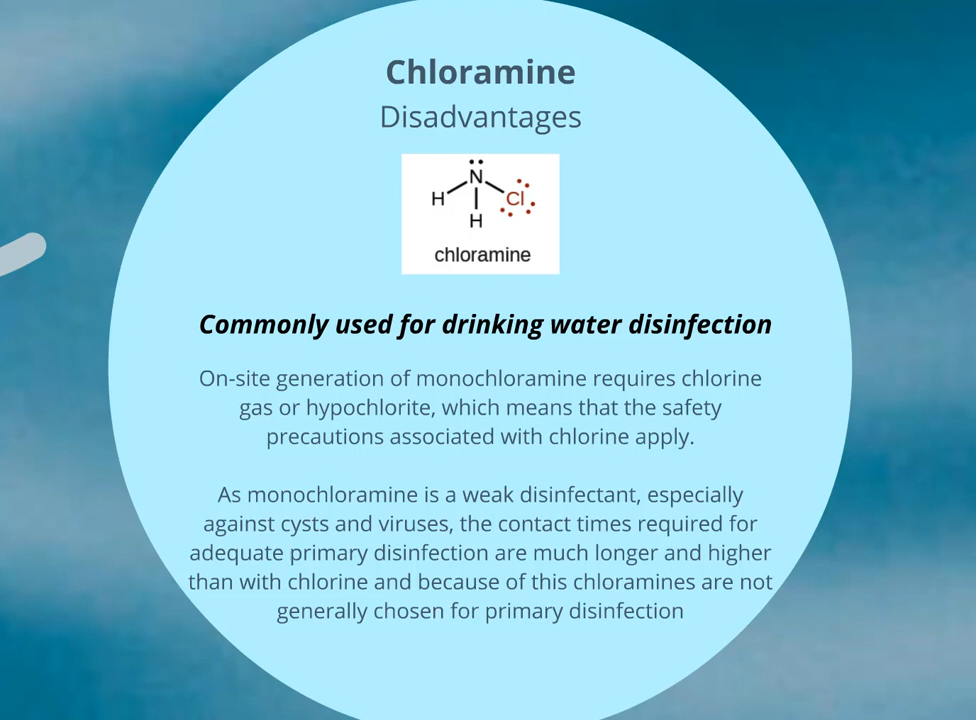 Chloramine
Disadvantages
N
H
Cl
H
chloramine
Commonly used for drinking water disinfection
On-site generation of monochloramine requires chlorine
gas or hypochlorite, which means that the safety
precautions associated with chlorine apply.
As monochloramine is a weak disinfectant, especially
against cysts and viruses, the contact times required for
adequate primary disinfection are much longer and higher
than with chlorine and because of this chloramines are not
generally chosen for primary disinfection